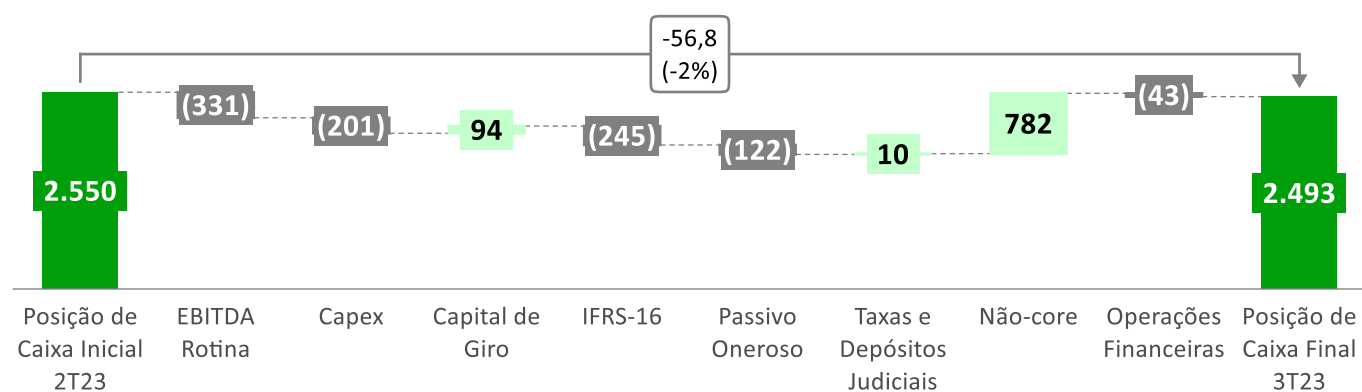 -56,8
(-2%)
2.550
(331)
(201)
94
(245)
(122)
10
782
(43)
2.493
Posição de
Caixa Inicial
2T23
EBITDA
Rotina
Capex
Capital de
Giro
IFRS-16
Passivo
Oneroso
Taxas e
Depósitos
Judiciais
Não-core
Operações
Financeiras
Posição de
Caixa Final
3T23